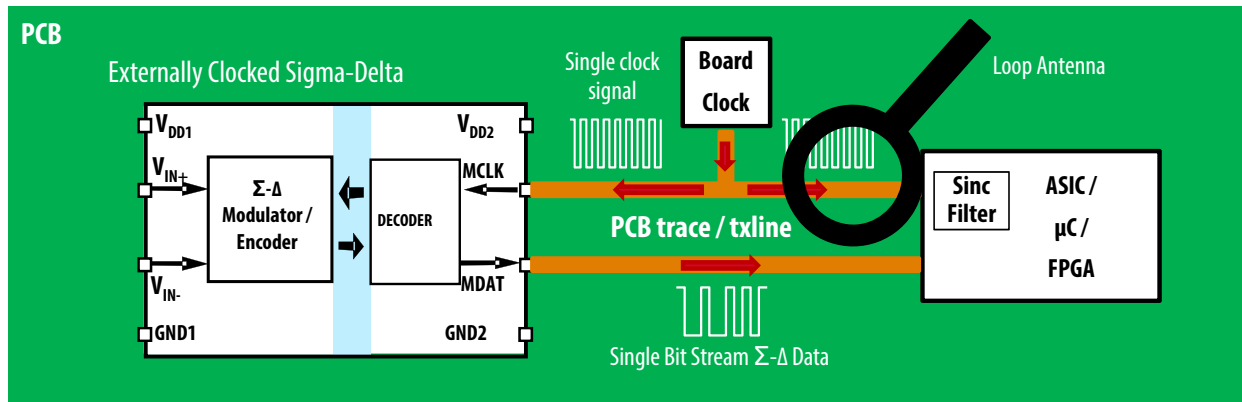 PCB
Externally Clocked Sigma-Delta
Single clock
signal
Board
Clock
Loop Antenna
VDD1
VDD2
VIN+
MCLK
Σ-Δ
Modulator /
Encoder
DECODER
PCB trace / txline
Sinc
Filter
ASIC /
µC /
FPGA
VIN-
MDAT
GND1
GND2
Single Bit Stream Σ-Δ Data